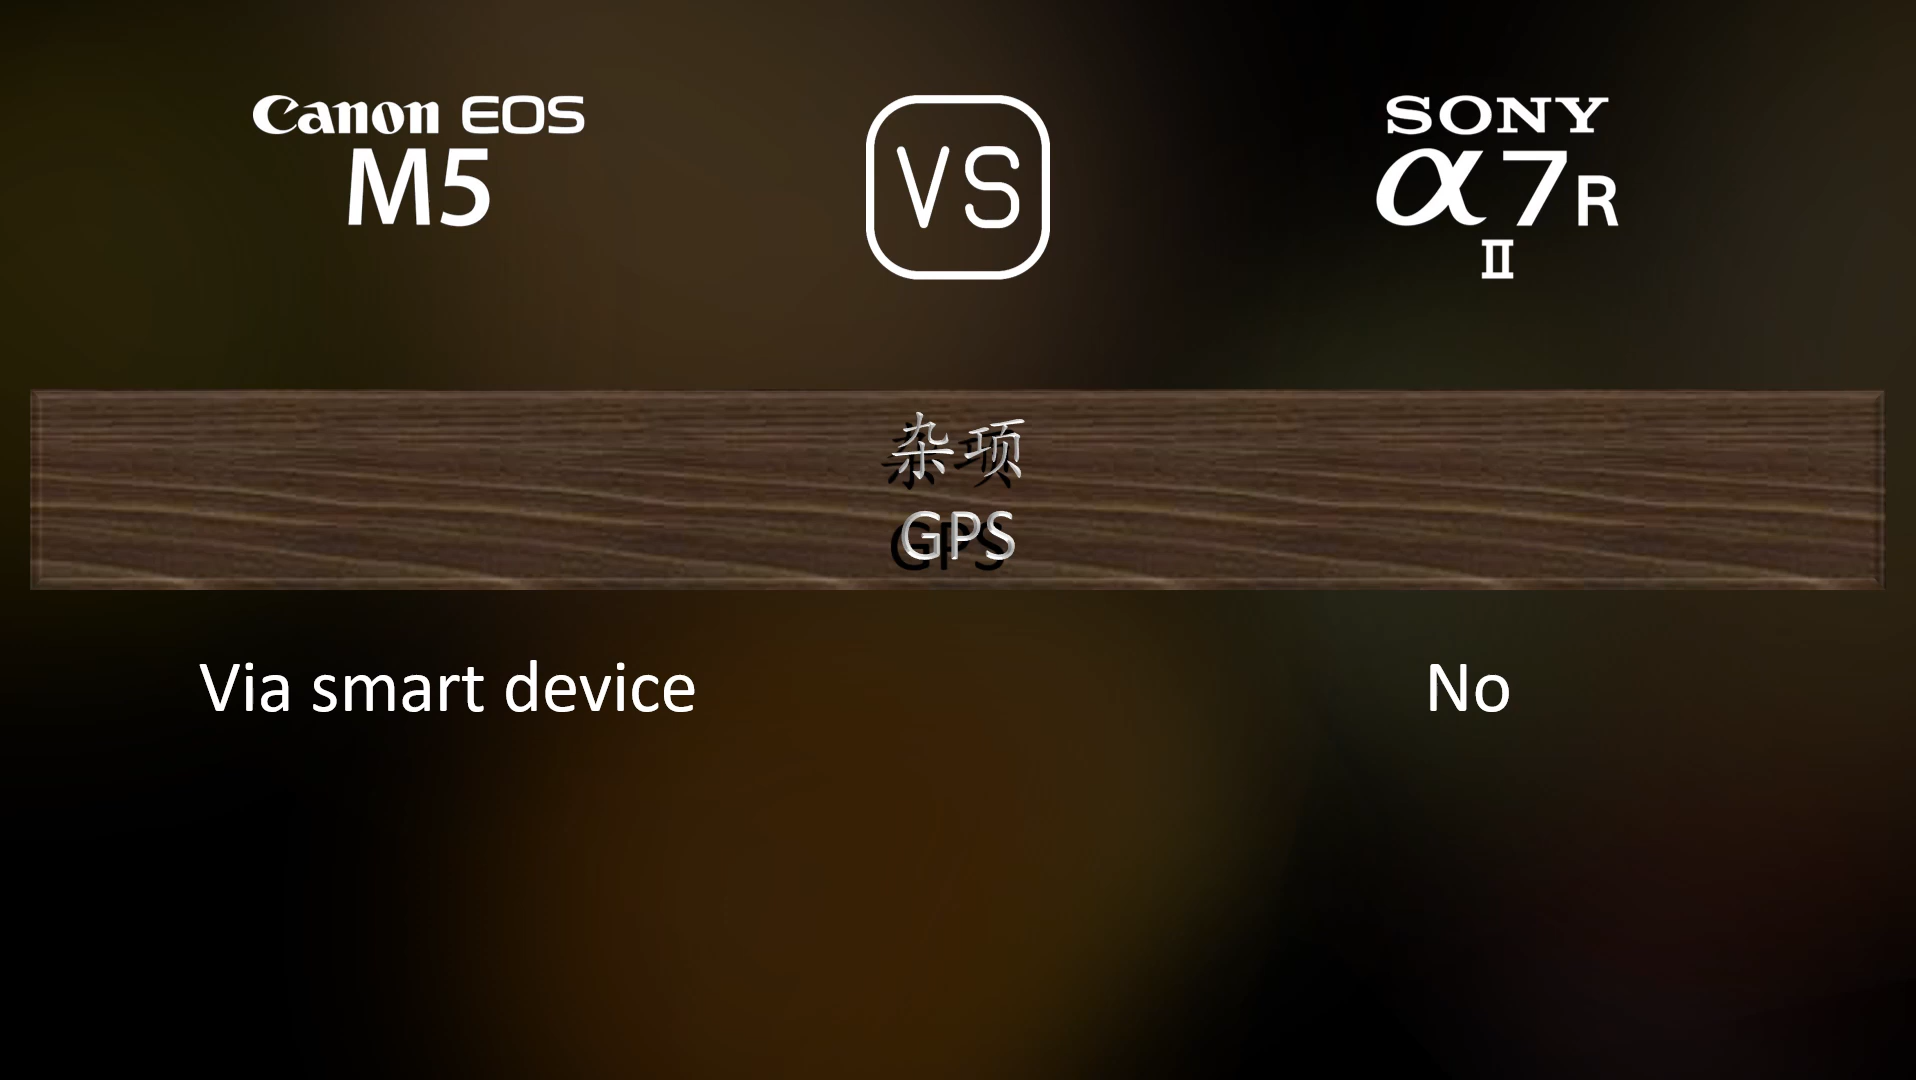 Canon EOS
M5
VS
SONY
α7R
II
杂项
GPS
Via smart device
No